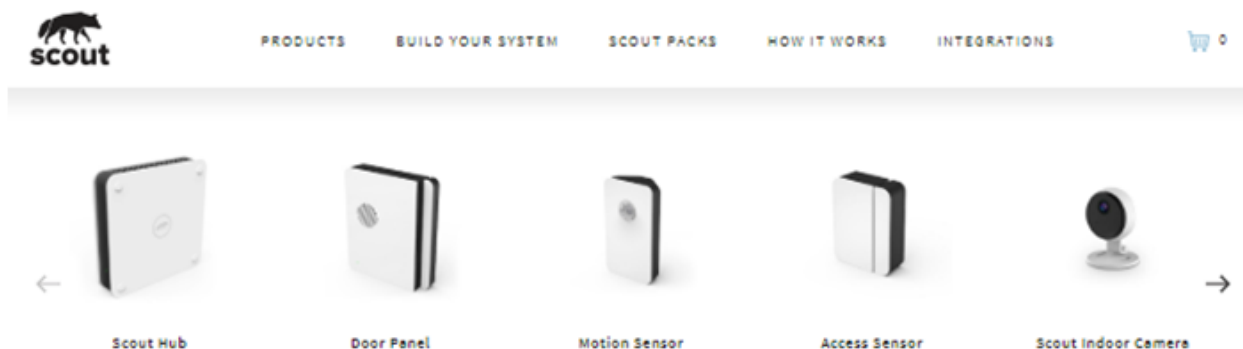 scout
PRODUCTS BUILD YOUR SYSTEM SCOUT PACKS HOW IT WORKS INTEGRATIONS 0
Scout Hub Door Panel Motion Sensor Access Sensor Scout Indoor Camera